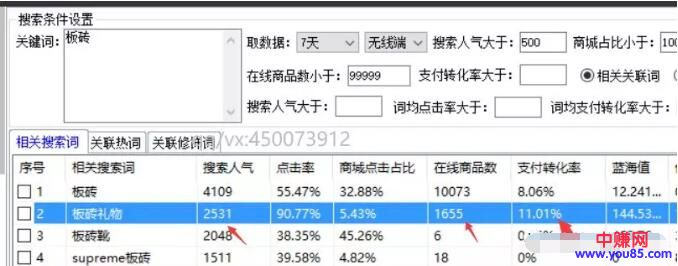 搜索条件设置
关键词: 板砖 取数据: 7天 无线端 搜索人气大于: 500 商城占比小于: 100
在线商品数小于: 99999 支付转化率大于: 相关关联词
搜索人气大于: 词均点击率大于: 词均支付转化率大于:
相关搜索词 关联热词 关联修饰词 /vx:450073912
序号 相关搜索词 搜索人气 点击率 商城点击占比 在线商品数 支付转化率 蓝海值
1 板砖 4109 55.47% 32.88% 10073 8.06% 12.241...
2 板砖礼物 2531 90.77% 5.43% 1655 11.01% 144.53...
3 板砖靴 2048 38.35% 45.26% 6
4 supreme板砖 1511 39.58% 4.82% 18 0%
中赚网
www.you85.com